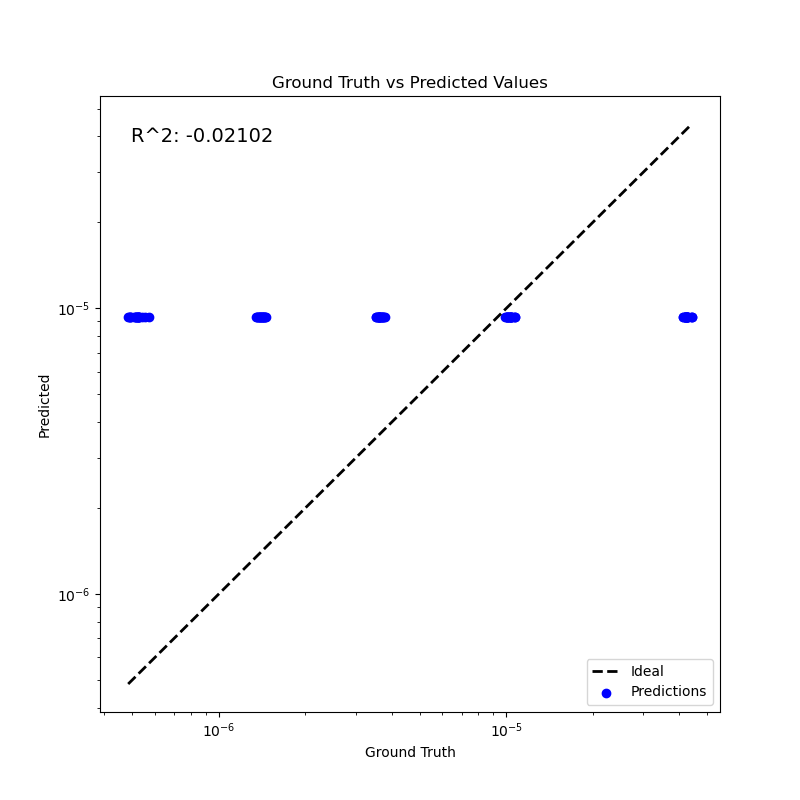 Ground Truth vs Predicted Values
R^2: -0.02102
10⁻⁵
10⁻⁶
Predicted
10⁻⁶ 10⁻⁵
Ground Truth
Ideal
Predictions